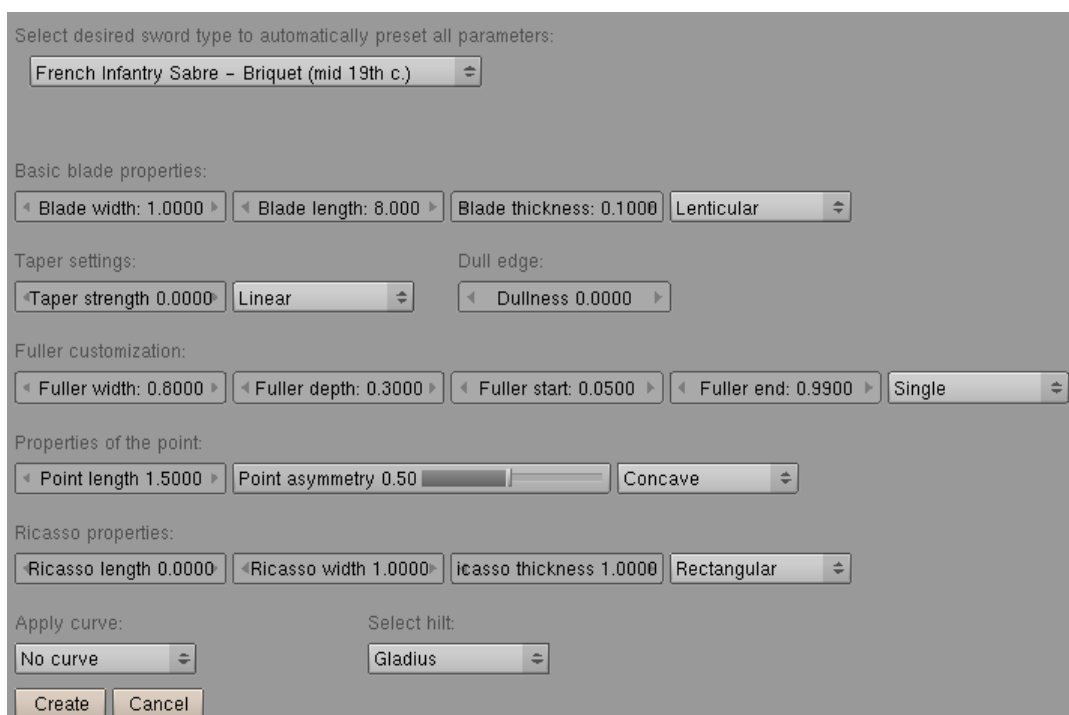 Select desired sword type to automatically preset all parameters:
French Infantry Sabre – Briquet (mid 19th c.)
Basic blade properties:
Blade width: 1.0000 Blade length: 8.000 Blade thickness: 0.1000 Lenticular
Taper settings: Dull edge:
Taper strength 0.0000 Linear Dullness 0.0000
Fuller customization:
Fuller width: 0.8000 Fuller depth: 0.3000 Fuller start: 0.0500 Fuller end: 0.9900 Single
Properties of the point:
Point length 1.5000 Point asymmetry 0.50 Concave
Ricasso properties:
Ricasso length 0.0000 Ricasso width 1.0000 icasso thickness 1.0000 Rectangular
Apply curve: Select hilt:
No curve Gladius
Create Cancel